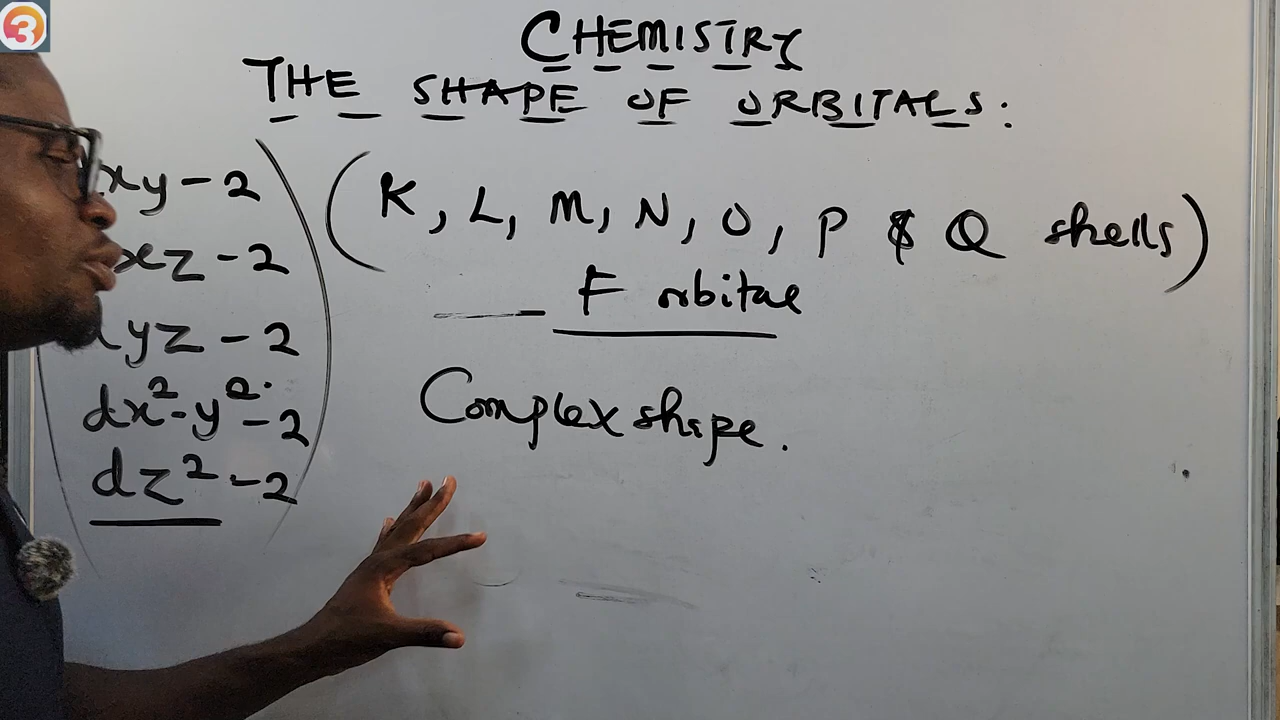 3
CHEMISTRY
THE SHAPE OF ORBITALS:
xy - 2
xz - 2
yz - 2
dx²-y² - 2
dz² - 2
(K, L, M, N, O, P & Q shells)
F orbital
Complex shape.